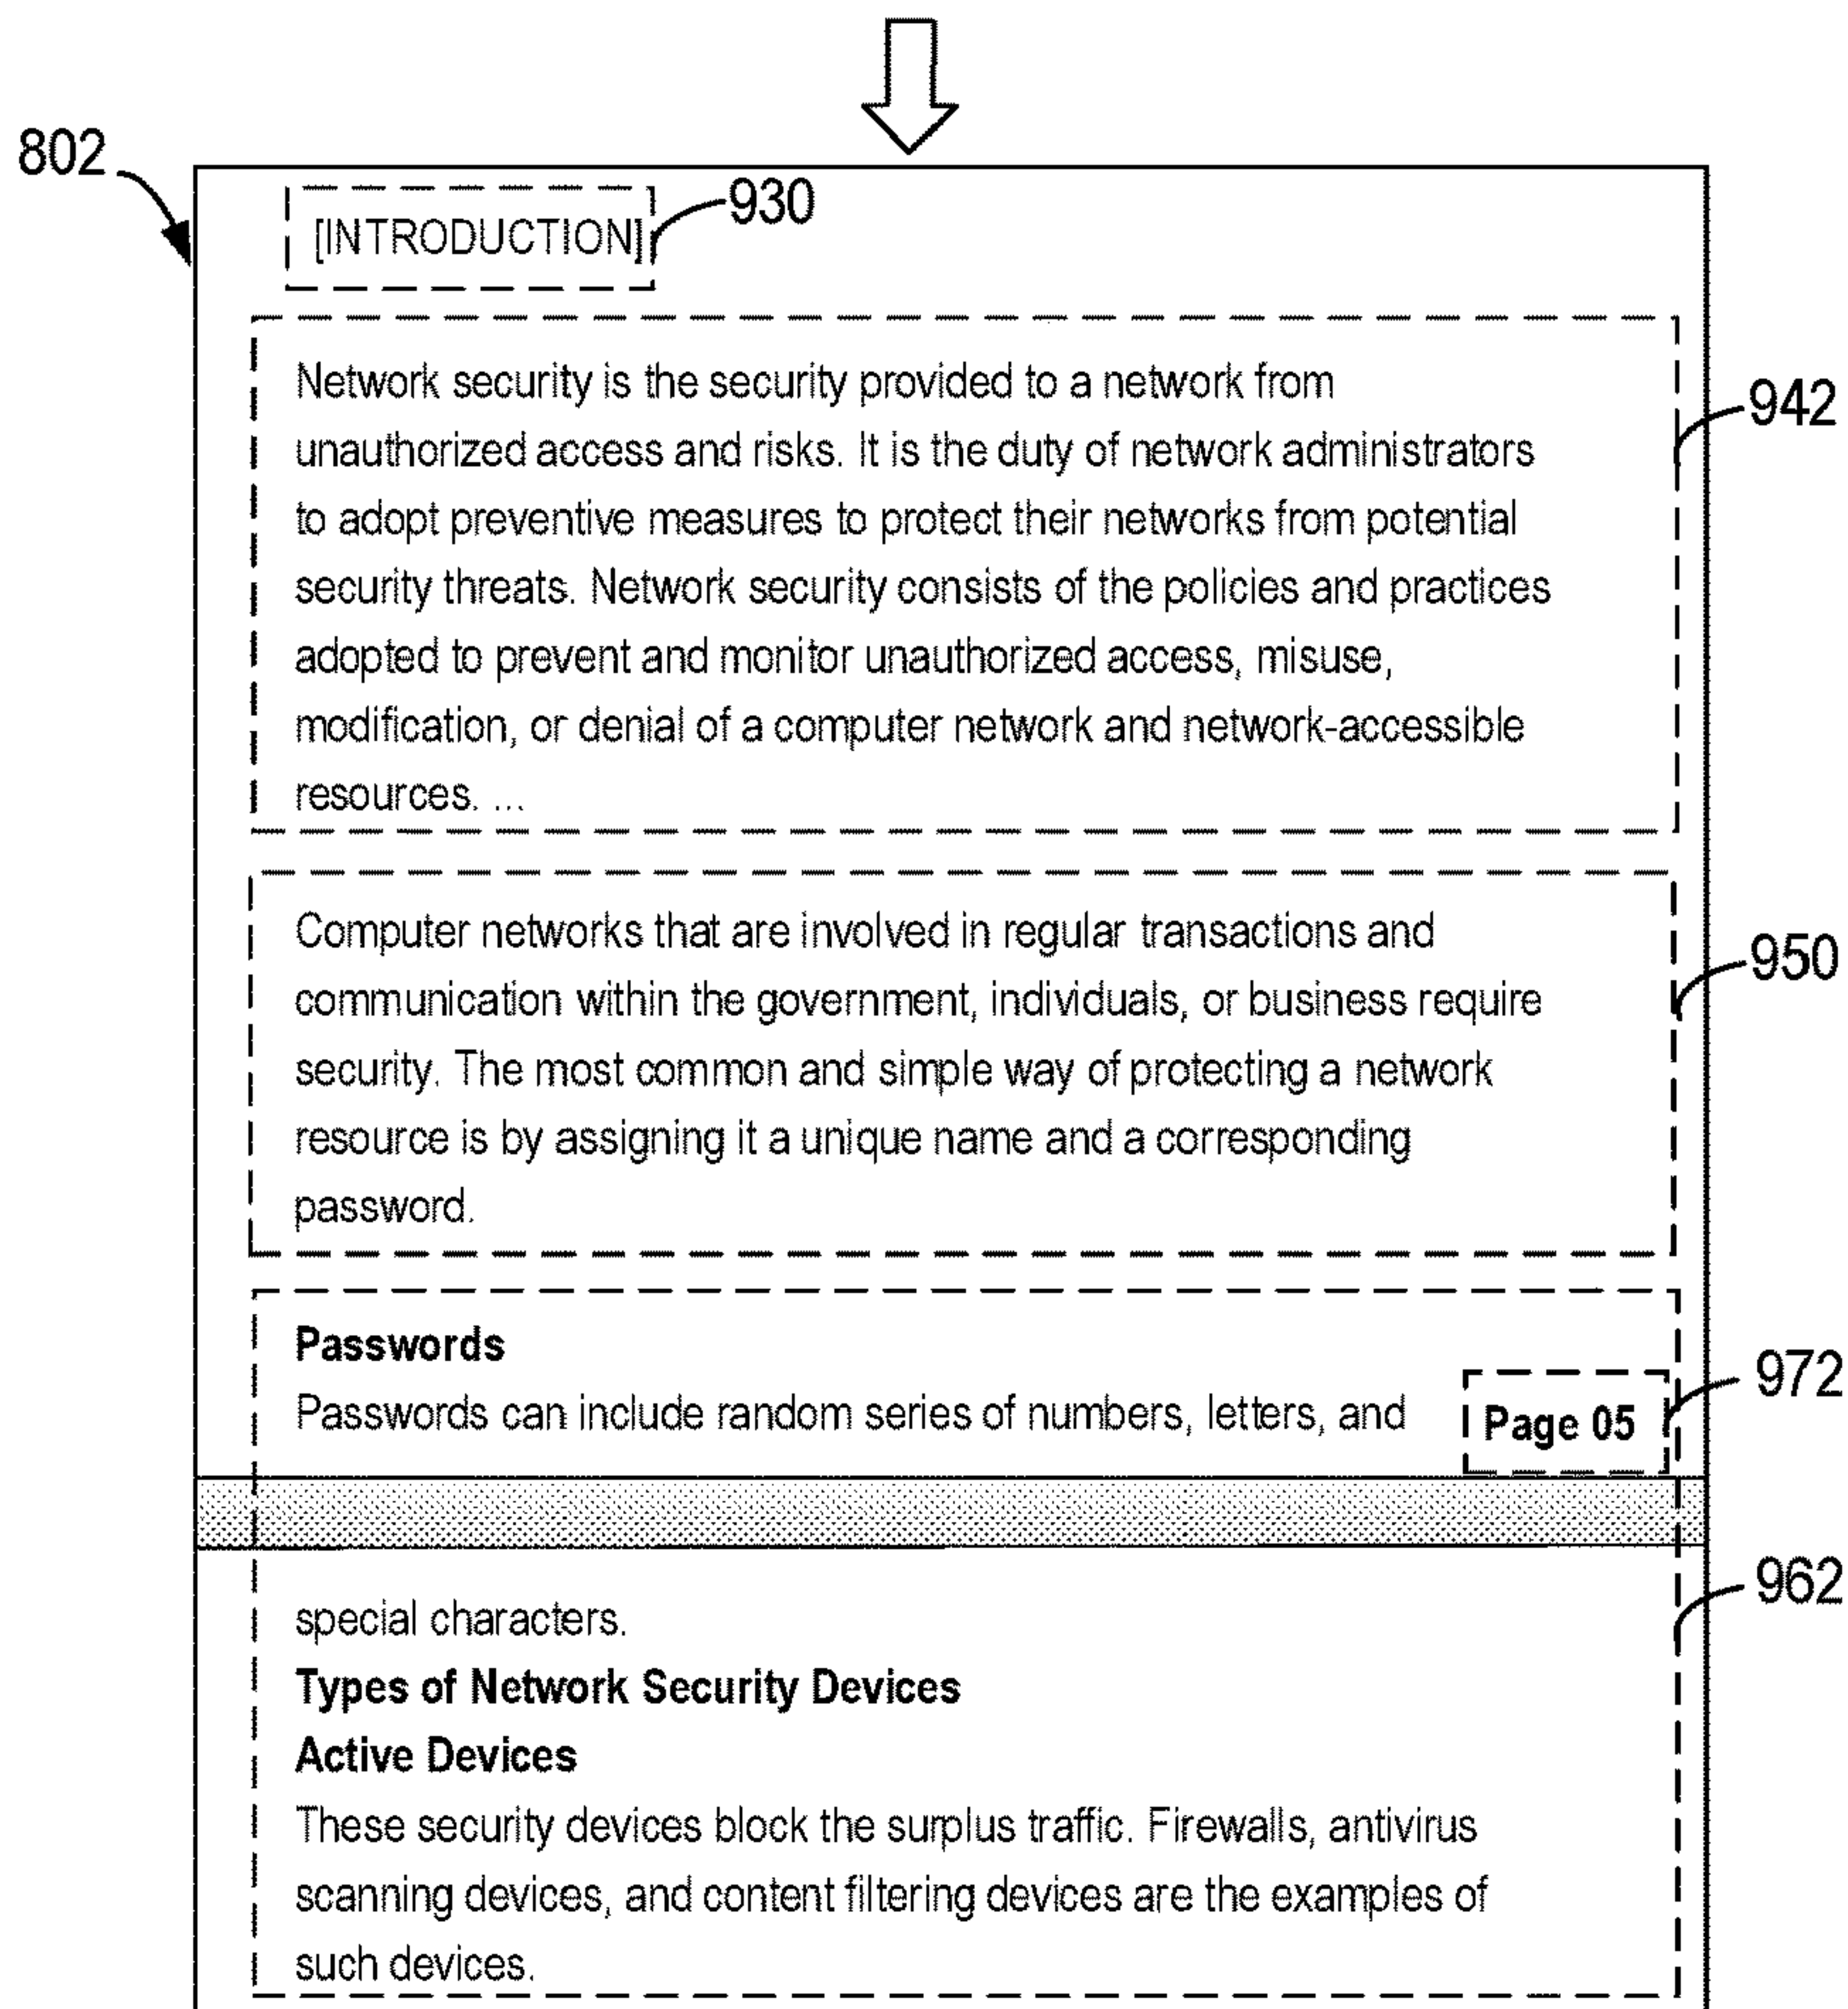 802
[INTRODUCTION]
930
Network security is the security provided to a network from
942
unauthorized access and risks. It is the duty of network administrators
to adopt preventive measures to protect their networks from potential
security threats. Network security consists of the policies and practices
adopted to prevent and monitor unauthorized access, misuse,
modification, or denial of a computer network and network-accessible
resources. ...
Computer networks that are involved in regular transactions and
950
communication within the government, individuals, or business require
security. The most common and simple way of protecting a network
resource is by assigning it a unique name and a corresponding
password.
Passwords
972
Passwords can include random series of numbers, letters, and
Page 05
962
special characters.
Types of Network Security Devices
Active Devices
These security devices block the surplus traffic. Firewalls, antivirus
scanning devices, and content filtering devices are the examples of
such devices.